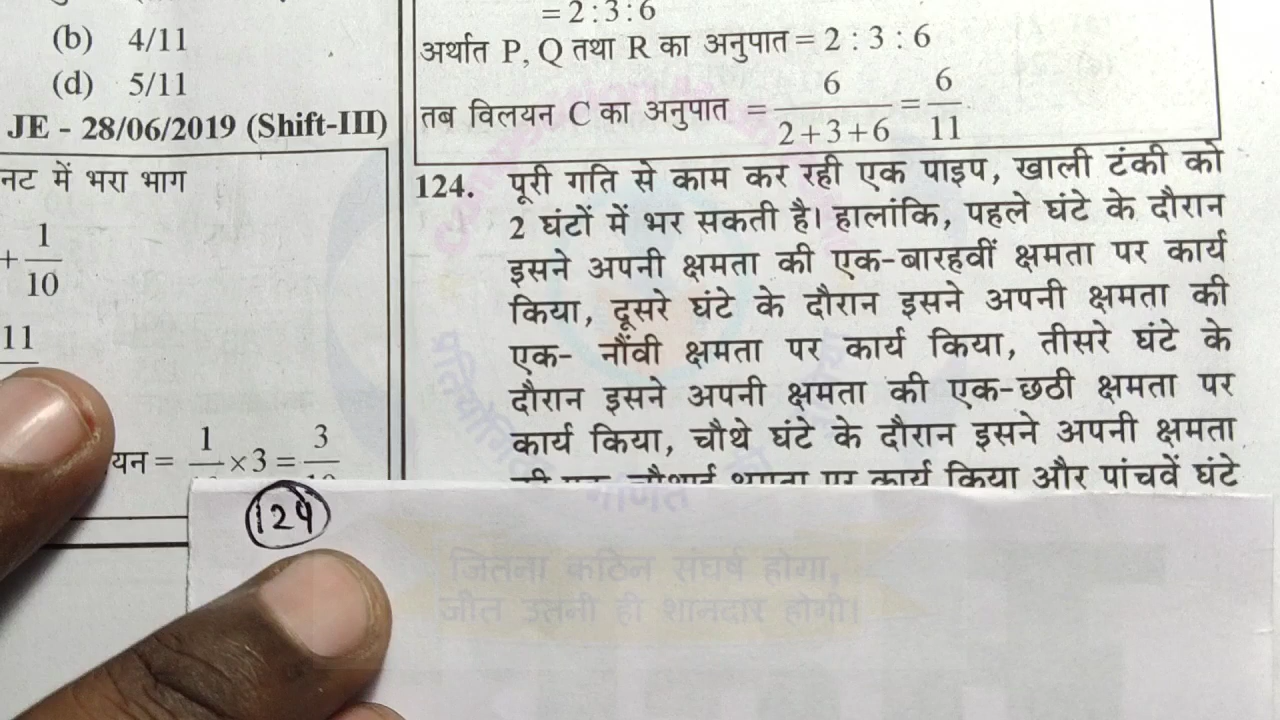 (b) 4/11
(d) 5/11
JE - 28/06/2019 (Shift-III)
नट में भरा भाग
+ 1/10
11
यन = 1/ ×3 = 3/
= 2 : 3 : 6
अर्थात P, Q तथा R का अनुपात = 2 : 3 : 6
तब विलयन C का अनुपात = 6/(2+3+6) = 6/11
124. पूरी गति से काम कर रही एक पाइप, खाली टंकी को
2 घंटों में भर सकती है। हालांकि, पहले घंटे के दौरान
इसने अपनी क्षमता की एक-बारहवीं क्षमता पर कार्य
किया, दूसरे घंटे के दौरान इसने अपनी क्षमता की
एक- नौंवी क्षमता पर कार्य किया, तीसरे घंटे के
दौरान इसने अपनी क्षमता की एक-छठी क्षमता पर
कार्य किया, चौथे घंटे के दौरान इसने अपनी क्षमता
की एक चौथाई क्षमता पर कार्य किया और पांचवें घंटे
124
गणित
जितना कठिन संघर्ष होगा,
जीत उतनी ही शानदार होगी।